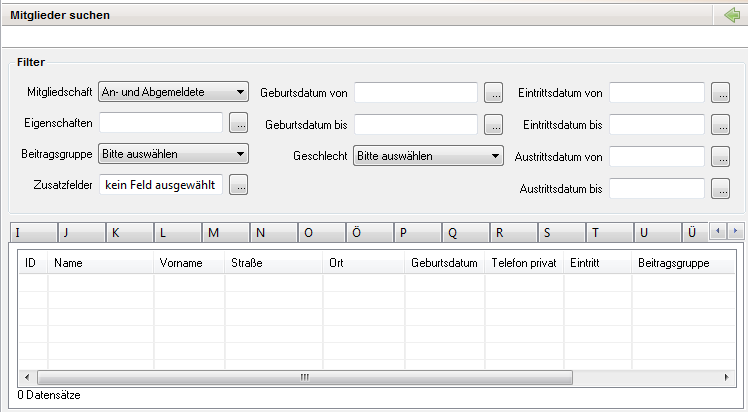 Mitglieder suchen
Filter
Mitgliedschaft An- und Abgemeldete Geburtsdatum von ... Eintrittsdatum von ...
Eigenschaften ... Geburtsdatum bis ... Eintrittsdatum bis ...
Beitragsgruppe Bitte auswählen Geschlecht Bitte auswählen Austrittsdatum von ...
Zusatzfelder kein Feld ausgewählt ... Austrittsdatum bis ...
I J K L M N O Ö P Q R S T U Ü
ID Name Vorname Straße Ort Geburtsdatum Telefon privat Eintritt Beitragsgruppe
0 Datensätze